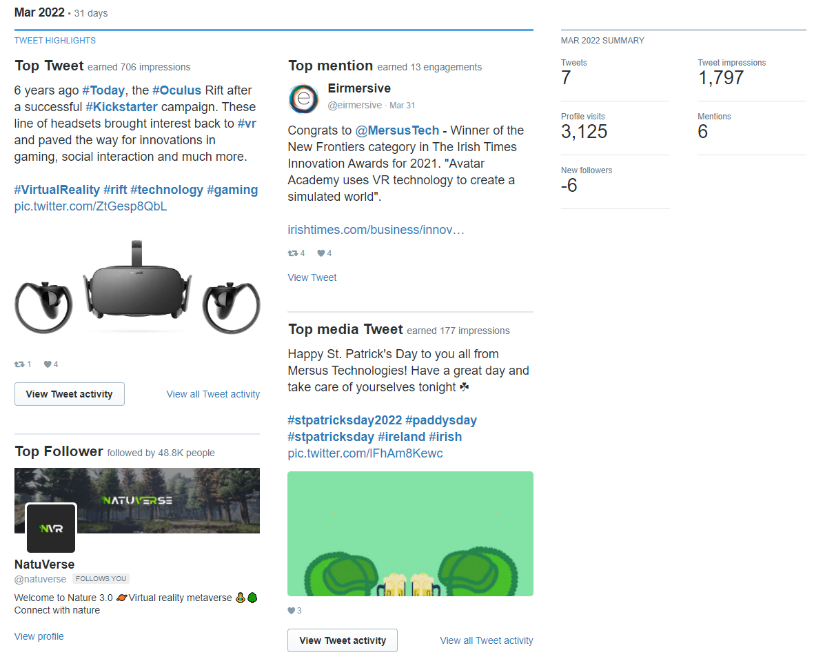 Mar 2022 • 31 days
TWEET HIGHLIGHTS
Top Tweet earned 706 impressions
6 years ago #Today, the #Oculus Rift after
a successful #Kickstarter campaign. These
line of headsets brought interest back to #vr
and paved the way for innovations in
gaming, social interaction and much more.
#VirtualReality #rift #technology #gaming
pic.twitter.com/ZtGesp8QbL
1 4
View Tweet activity
View all Tweet activity
Top Follower followed by 48.8K people
NATUVERSE
NVR
NatuVerse
@natuverse FOLLOWS YOU
Welcome to Nature 3.0 🪐Virtual reality metaverse
Connect with nature
View profile
Top mention earned 13 engagements
Eirmersive
@eirmersive · Mar 31
Congrats to @MersusTech - Winner of the
New Frontiers category in The Irish Times
Innovation Awards for 2021. "Avatar
Academy uses VR technology to create a
simulated world".
irishtimes.com/business/innov…
4 4
View Tweet
Top media Tweet earned 177 impressions
Happy St. Patrick's Day to you all from
Mersus Technologies! Have a great day and
take care of yourselves tonight ☘
#stpatricksday2022 #paddysday
#stpatricksday #ireland #irish
pic.twitter.com/lFhAm8Kewc
3
View Tweet activity
View all Tweet activity
MAR 2022 SUMMARY
Tweets
7
Tweet impressions
1,797
Profile visits
3,125
Mentions
6
New followers
-6